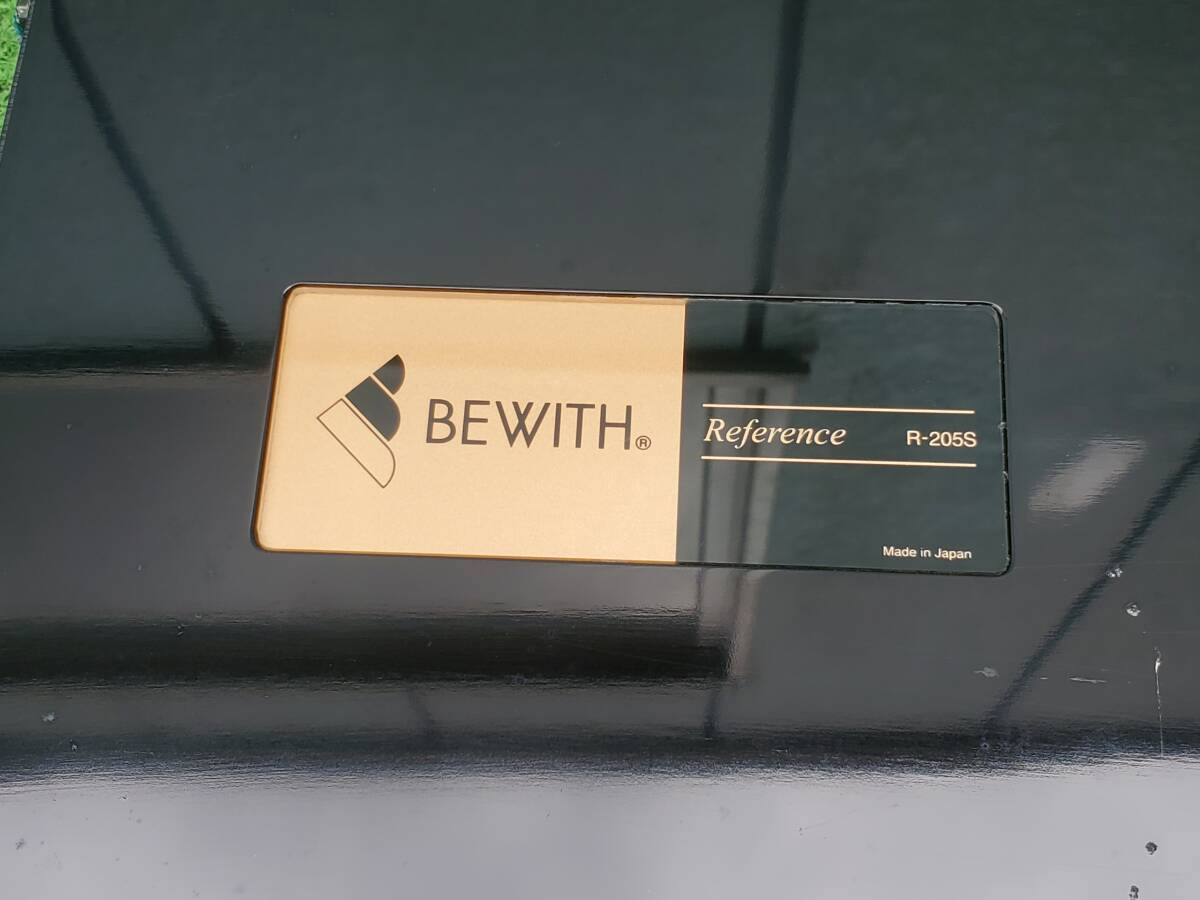 BEWITH®
Reference R-205S
Made in Japan